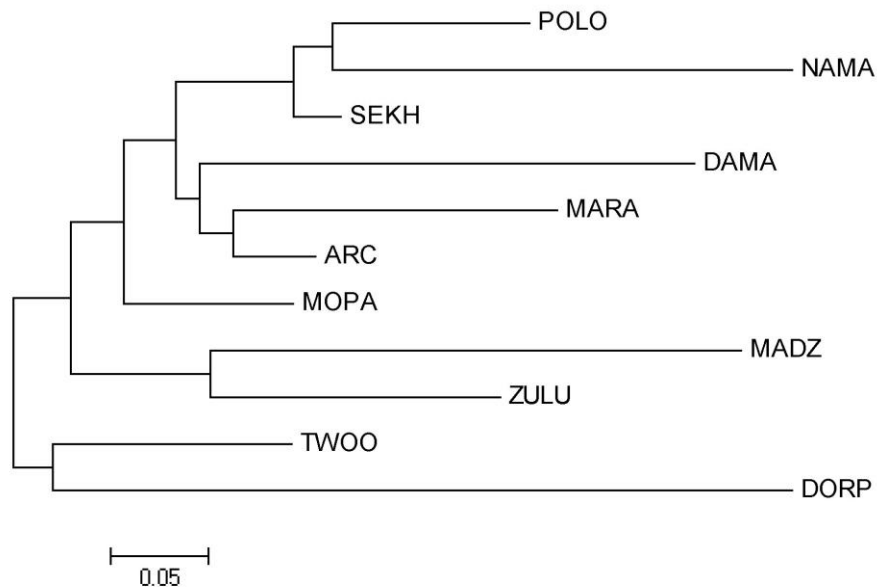 POLO
NAMA
SEKH
DAMA
MARA
ARC
MOPA
MADZ
ZULU
TWOO
DORP
0.05